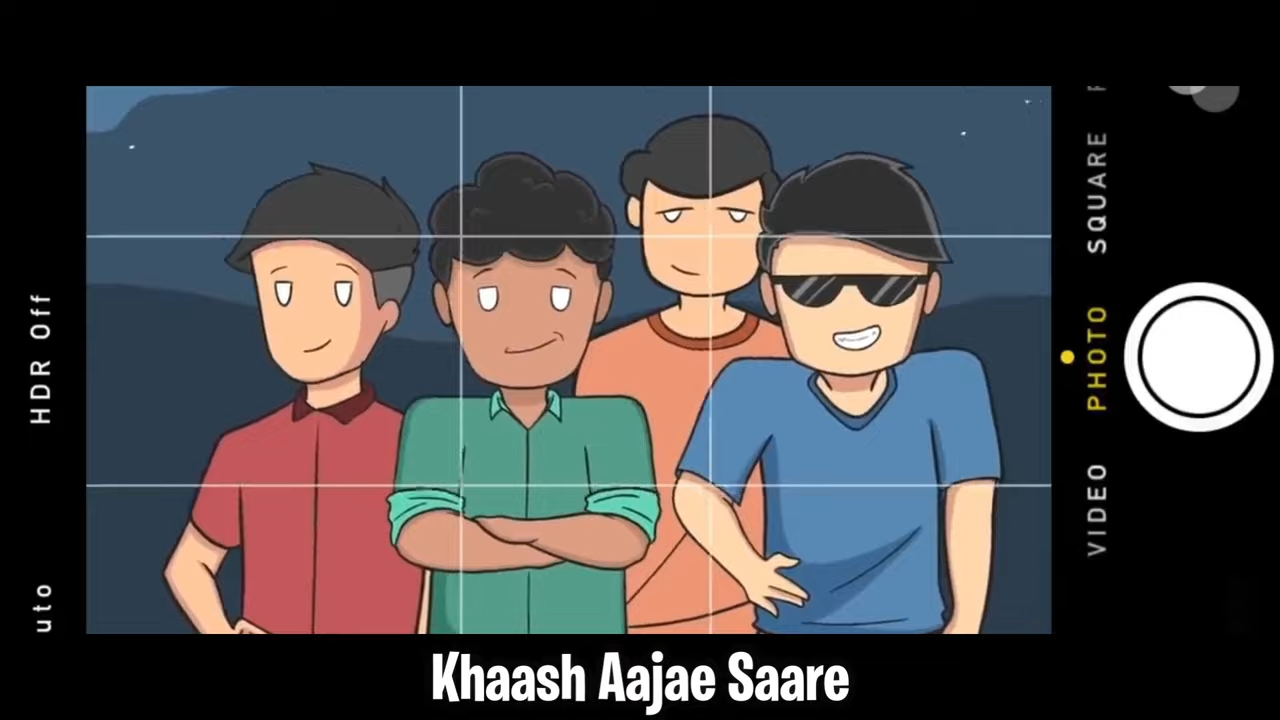 HDR Off
uto
SQUARE
PHOTO
VIDEO
Khaash Aajae Saare